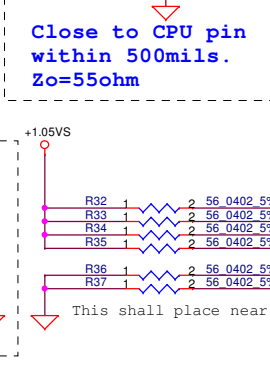 Close to CPU pin
within 500mils.
Zo=55ohm
+1.05VS
R32 1 2 56_0402_5%
R33 1 2 56_0402_5%
R34 1 2 56_0402_5%
R35 1 2 56_0402_5%
R36 1 2 56_0402_5%
R37 1 2 56_0402_5%
This shall place near